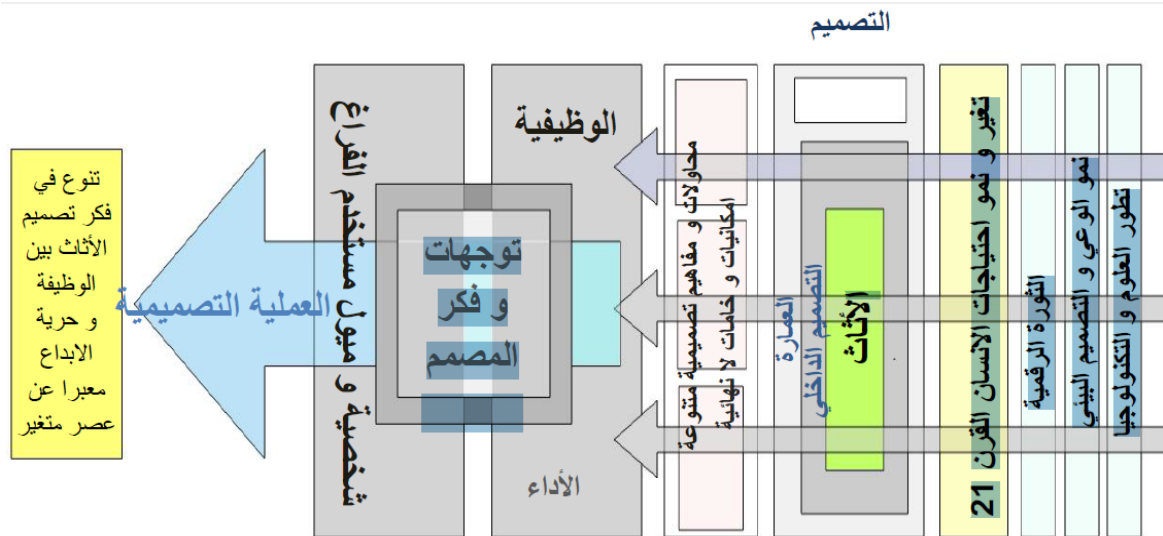 التصميم
تطور العلوم و التكنولوجيا
نمو الوعي و التصميم البيئي
الثورة الرقمية
تغير و نمو احتياجات الانسان القرن 21
العمارة
التصميم الداخلي
الأثاث
محاولات و مفاهيم تصميمية متنوعة
امكانيات و خامات لا نهائية
الوظيفية
الأداء
توجهات
و فكر
المصمم
شخصية و ميول مستخدم الفراغ
العملية التصميمية
تنوع في
فكر تصميم
الأثاث بين
الوظيفة
و حرية
الابداع
معبرا عن
عصر متغير